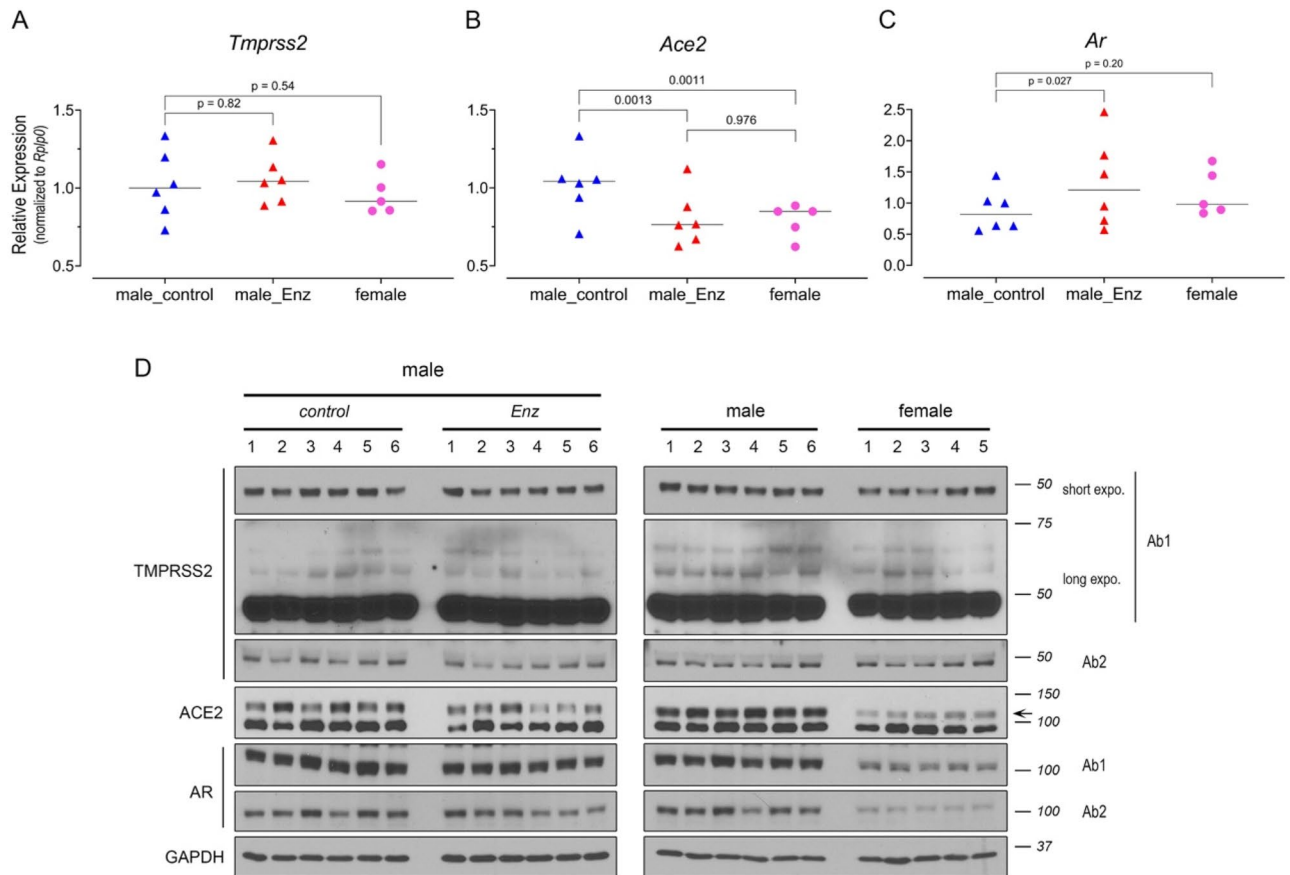 A
Tmprss2
p = 0.54
p = 0.82
1.5
1.0
0.5
Relative Expression
(normalized to Rplp0)
male_control male_Enz female
B
Ace2
0.0011
0.0013
0.976
1.5
1.0
0.5
male_control male_Enz female
C
Ar
p = 0.20
p = 0.027
2.5
2.0
1.5
1.0
0.5
0.0
male_control male_Enz female
D
male
control Enz male female
1 2 3 4 5 6 1 2 3 4 5 6 1 2 3 4 5 6 1 2 3 4 5
50 short expo.
75
Ab1
TMPRSS2
long expo.
50
50 Ab2
150
ACE2
100
100 Ab1
AR
100 Ab2
37
GAPDH